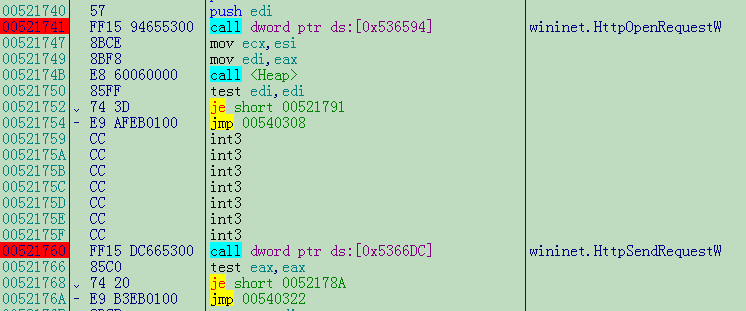 00521740 57 push edi
00521741 FF15 94655300 call dword ptr ds:[0x536594] wininet.HttpOpenRequestW
00521747 8BCE mov ecx,esi
00521749 8BF8 mov edi,eax
0052174B E8 60060000 call <Heap>
00521750 85FF test edi,edi
00521752 ⌄ 74 3D je short 00521791
00521754 - E9 AFEB0100 jmp 00540308
00521759 CC int3
0052175A CC int3
0052175B CC int3
0052175C CC int3
0052175D CC int3
0052175E CC int3
0052175F CC int3
00521760 FF15 DC665300 call dword ptr ds:[0x5366DC] wininet.HttpSendRequestW
00521766 85C0 test eax,eax
00521768 ⌄ 74 20 je short 0052178A
0052176A - E9 B3EB0100 jmp 00540322